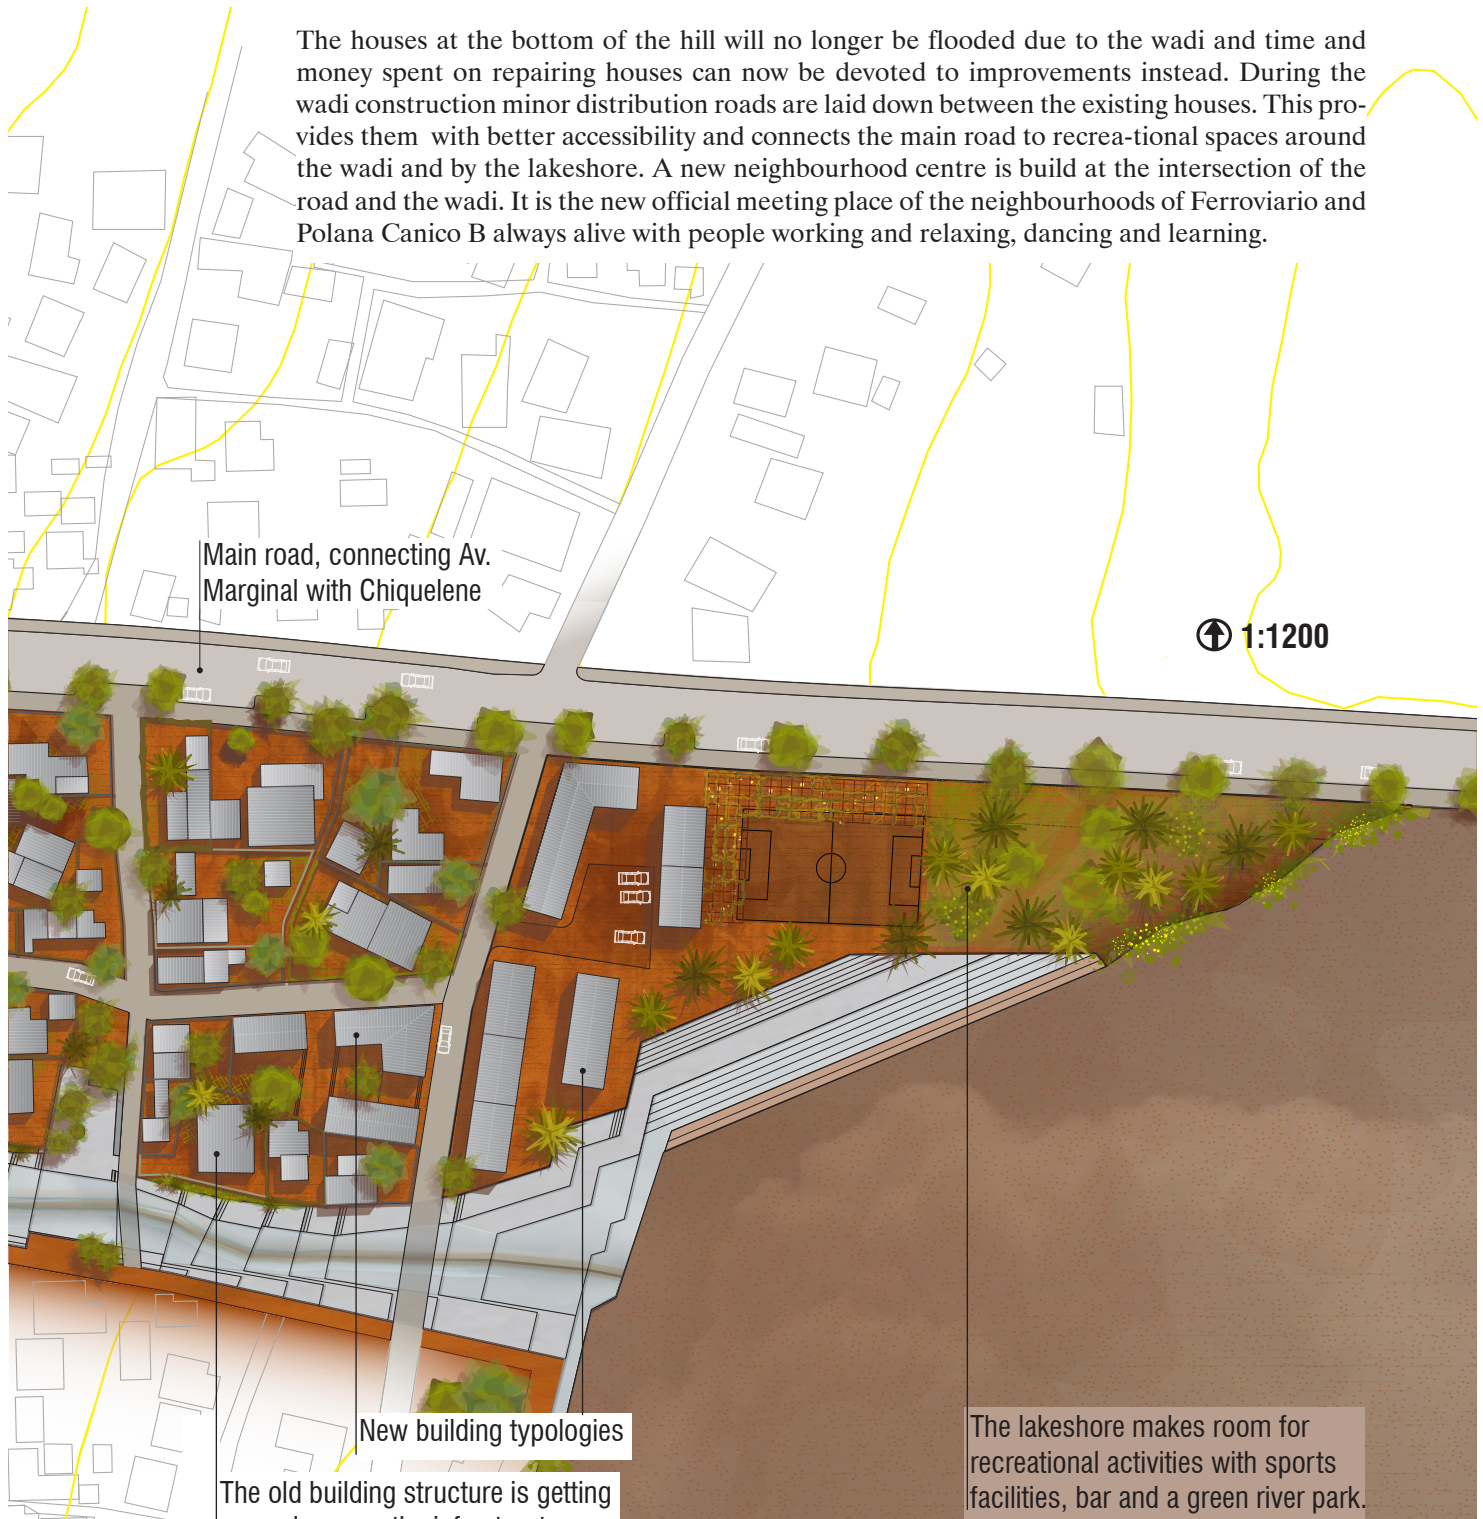 The houses at the bottom of the hill will no longer be flooded due to the wadi and time and
money spent on repairing houses can now be devoted to improvements instead. During the
wadi construction minor distribution roads are laid down between the existing houses. This pro-
vides them  with better accessibility and connects the main road to recrea-tional spaces around
the wadi and by the lakeshore. A new neighbourhood centre is build at the intersection of the
road and the wadi. It is the new official meeting place of the neighbourhoods of Ferroviario and
Polana Canico B always alive with people working and relaxing, dancing and learning.
Main road, connecting Av.
Marginal with Chiquelene
1:1200
New building typologies
The old building structure is getting
The lakeshore makes room for
recreational activities with sports
facilities, bar and a green river park.